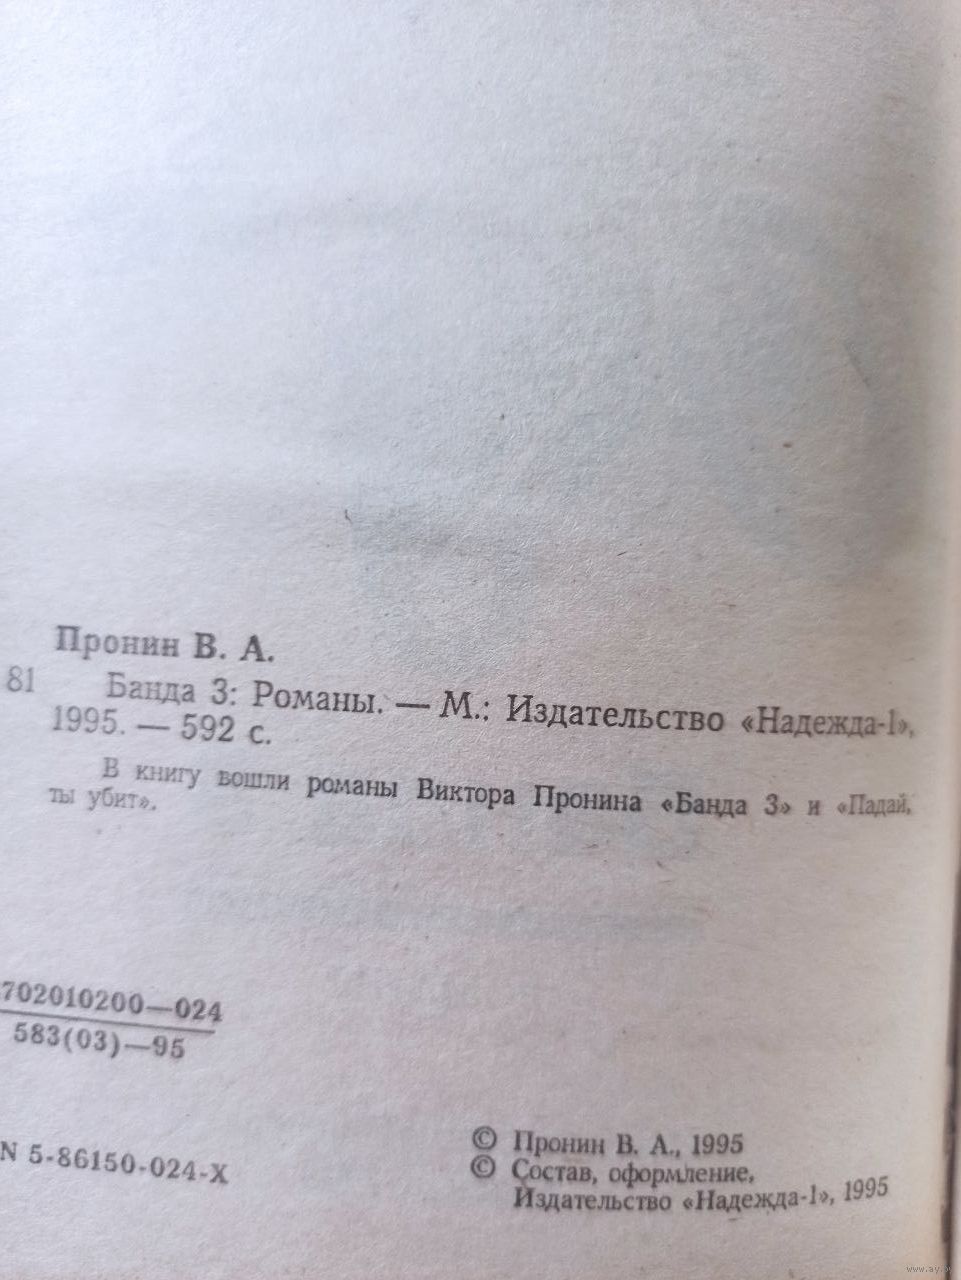 Пронин В. А.
81 Банда 3: Романы. — М.: Издательство «Надежда-1»,
1995. — 592 с.
В книгу вошли романы Виктора Пронина «Банда 3» и «Падай,
ты убит».
702010200—024
583(03)—95
N 5-86150-024-X
© Пронин В. А., 1995
© Состав, оформление,
Издательство «Надежда-1», 1995